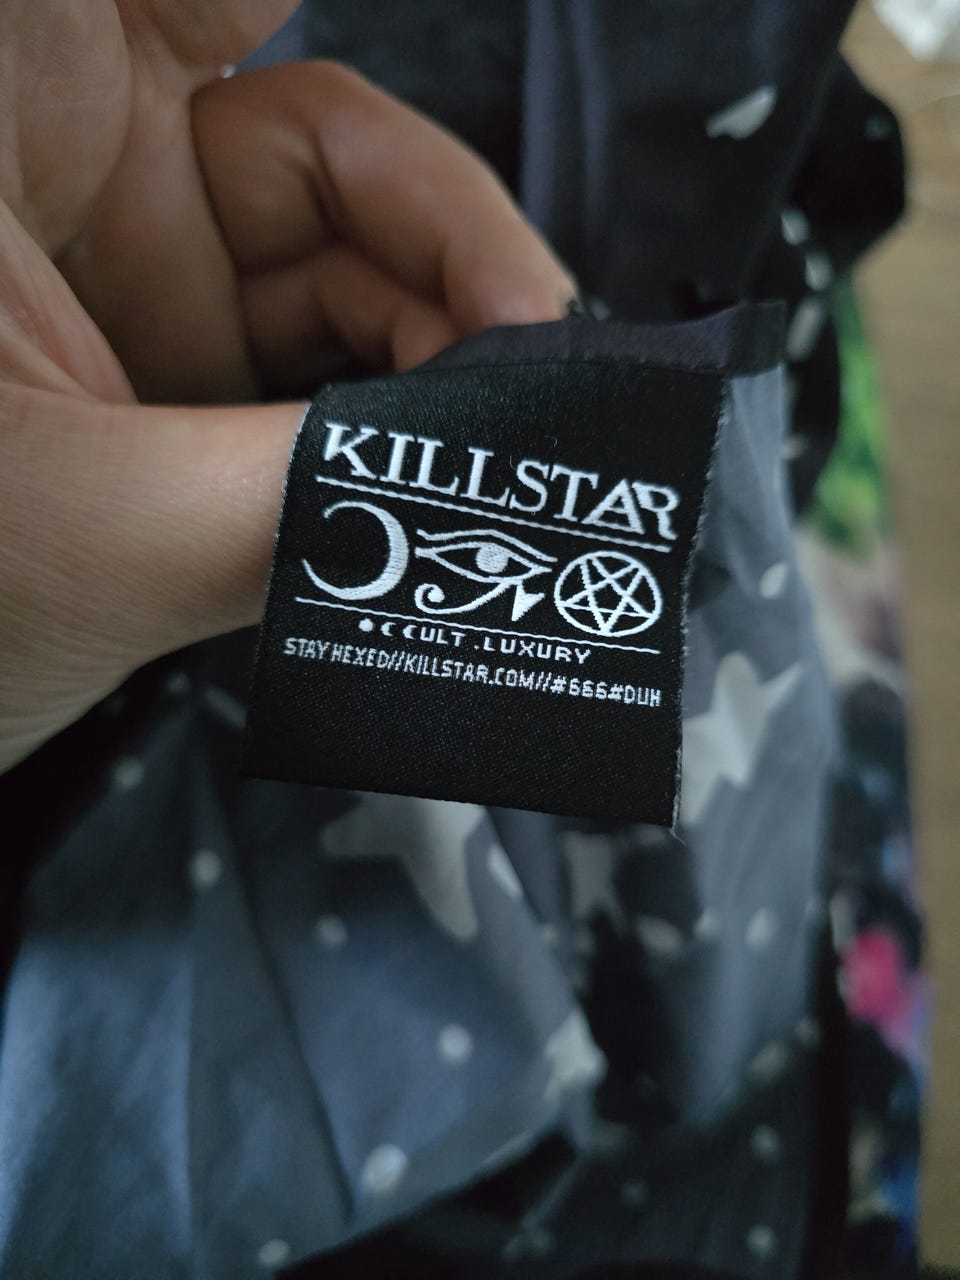 KILLSTAR
OCCULT .LUXURY
STAY HEXED//KILLSTAR.COM//#666#DUH